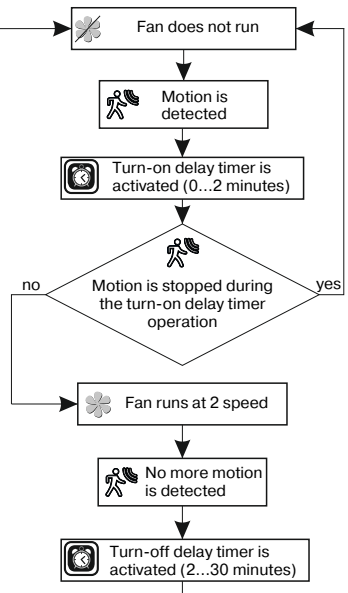 Fan does not run
Motion is
detected
Turn-on delay timer is
activated (0...2 minutes)
no
yes
Motion is stopped during
the turn-on delay timer
operation
Fan runs at 2 speed
No more motion
is detected
Turn-off delay timer is
activated (2...30 minutes)